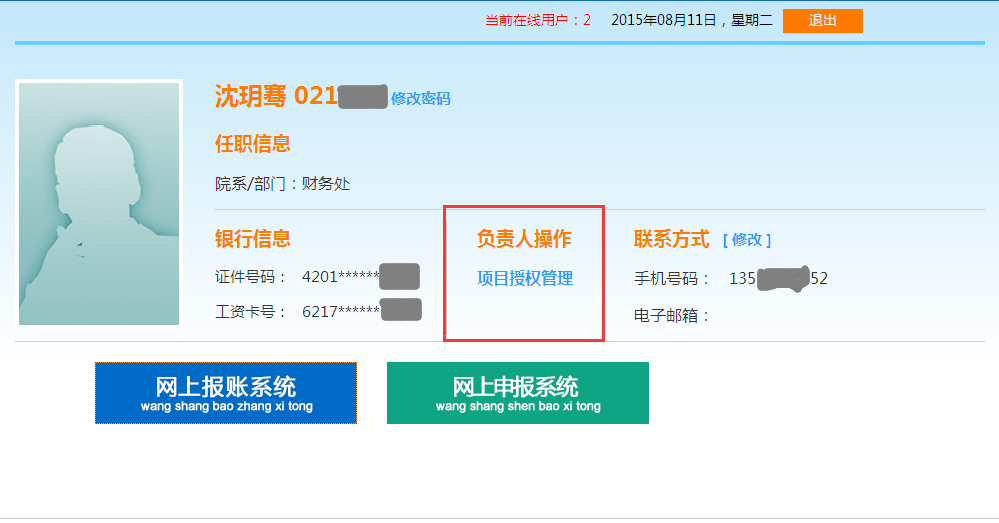 当前在线用户：2 2015年08月11日，星期二 退出
沈玥骞 021 修改密码
任职信息
院系/部门：财务处
银行信息 负责人操作 联系方式 [ 修改 ]
证件号码： 4201****** 项目授权管理 手机号码： 135 52
工资卡号： 6217****** 电子邮箱：
网上报账系统 网上申报系统
wang shang bao zhang xi tong wang shang shen bao xi tong